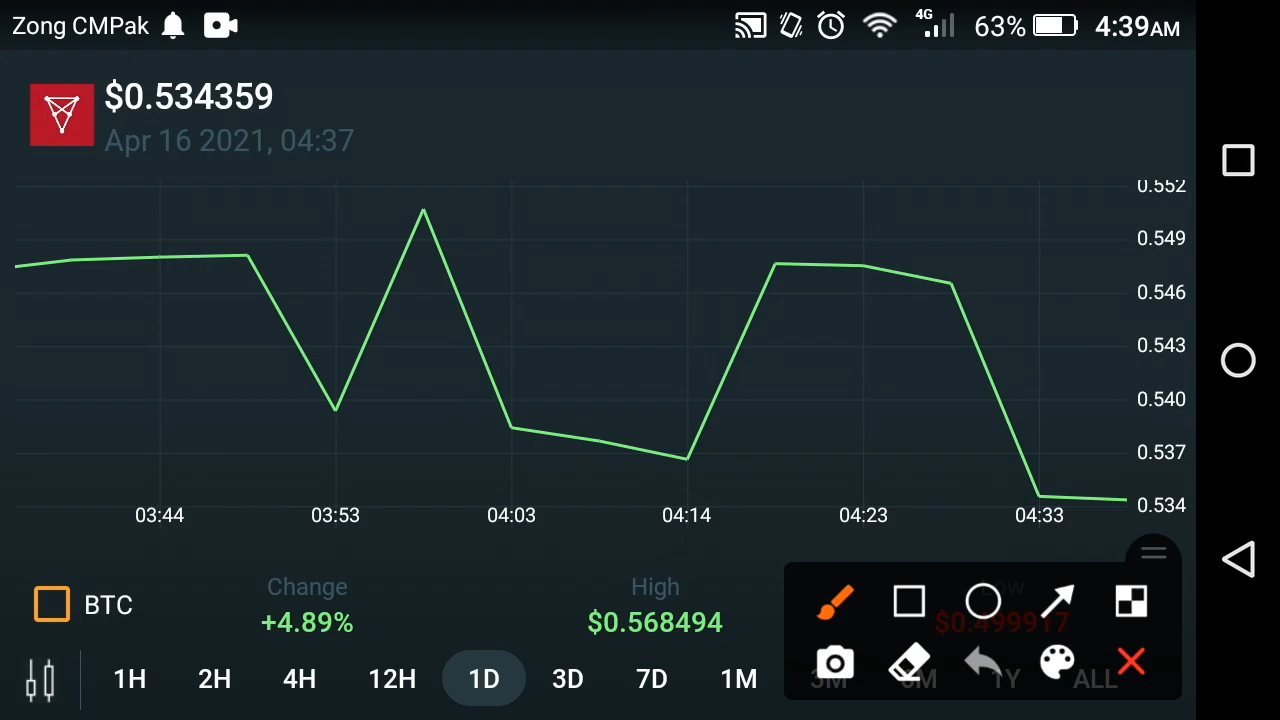 Zong CMPak 4G 63% 4:39AM
$0.534359
Apr 16 2021, 04:37
0.552
0.549
0.546
0.543
0.540
0.537
0.534
03:44 03:53 04:03 04:14 04:23 04:33
Change High Low
BTC +4.89% $0.568494 $0.499917
1H 2H 4H 12H 1D 3D 7D 1M 3M 6M 1Y ALL